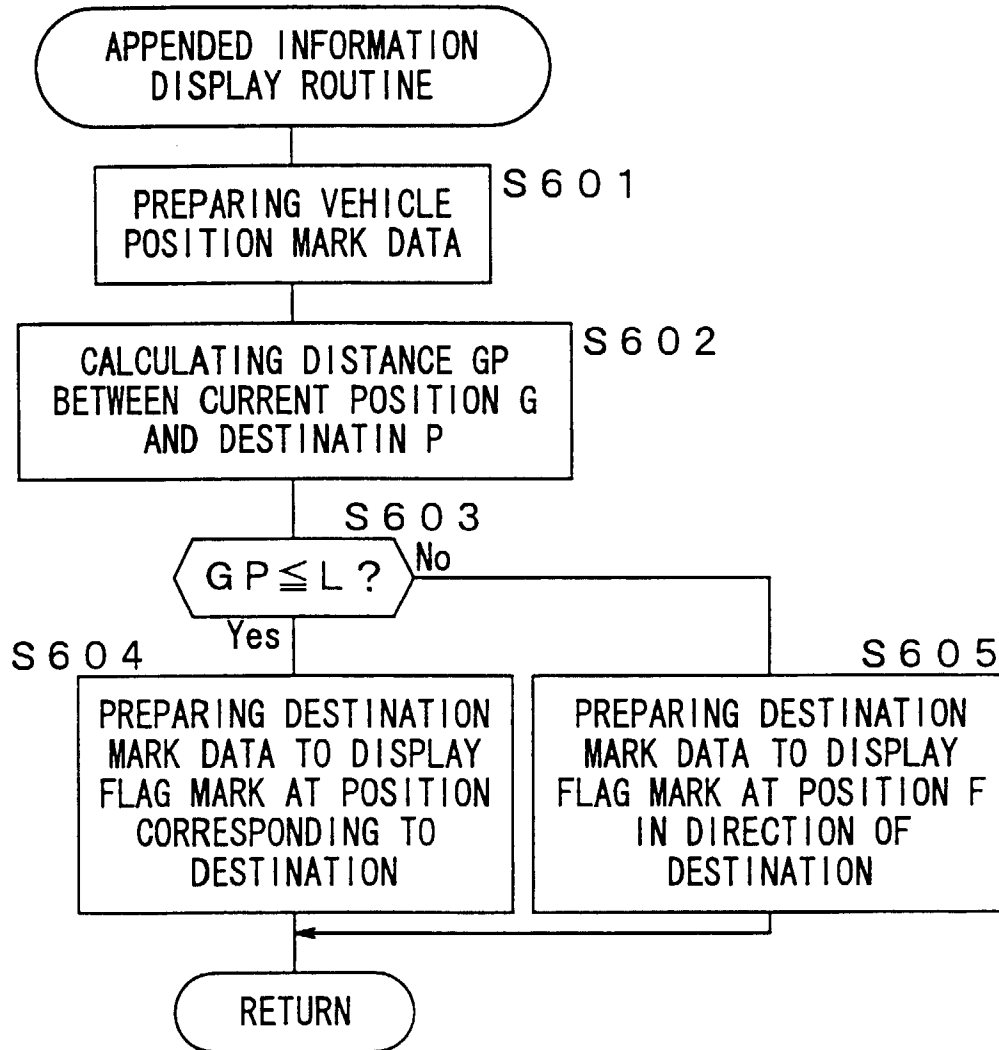 APPENDED INFORMATION
DISPLAY ROUTINE
S601
PREPARING VEHICLE
POSITION MARK DATA
S602
CALCULATING DISTANCE GP
BETWEEN CURRENT POSITION G
AND DESTINATIN P
S603
GP≦L?
No
Yes
S604
PREPARING DESTINATION
MARK DATA TO DISPLAY
FLAG MARK AT POSITION
CORRESPONDING TO
DESTINATION
S605
PREPARING DESTINATION
MARK DATA TO DISPLAY
FLAG MARK AT POSITION F
IN DIRECTION OF
DESTINATION
RETURN